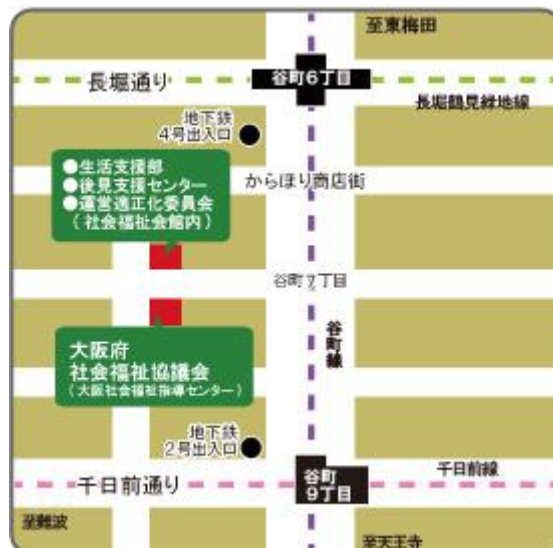 至東梅田
長堀通り
谷町6丁目
長堀鶴見緑地線
地下鉄
4号出入口
●生活支援部
●後見支援センター
●運営適正化委員会
（社会福祉会館内）
からほり商店街
谷町7丁目
大阪府
社会福祉協議会
（大阪社会福祉指導センター）
谷町線
地下鉄
2号出入口
千日前通り
谷町
9丁目
千日前線
至難波
至天王寺